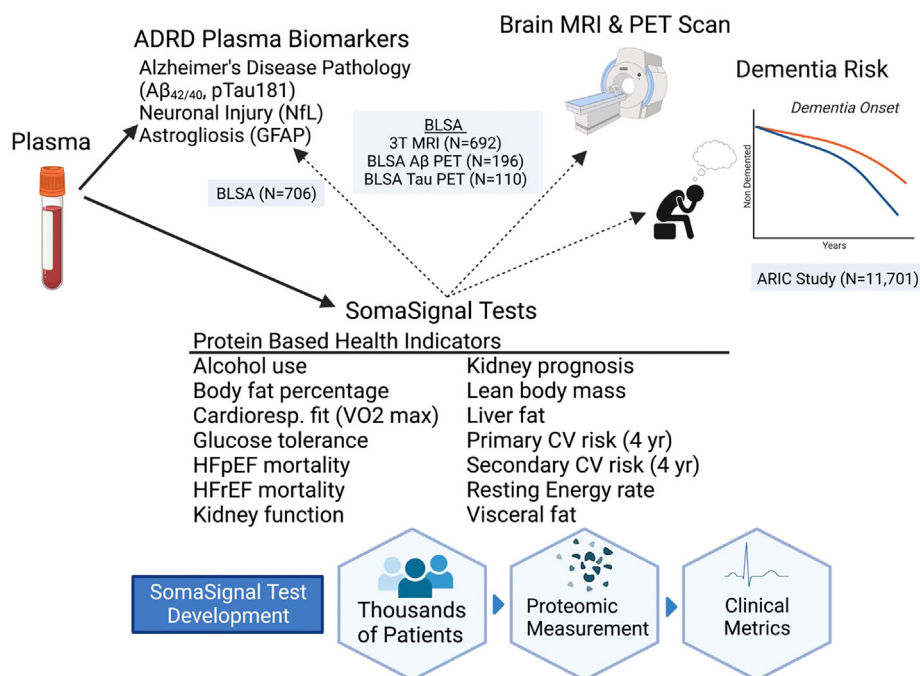 ADRD Plasma Biomarkers
Alzheimer's Disease Pathology
(Aβ42/40, pTau181)
Neuronal Injury (NfL)
Astrogliosis (GFAP)
Plasma
BLSA (N=706)
BLSA
3T MRI (N=692)
BLSA Aβ PET (N=196)
BLSA Tau PET (N=110)
Brain MRI & PET Scan
Dementia Risk
Dementia Onset
Non Demented
Years
ARIC Study (N=11,701)
SomaSignal Tests
Protein Based Health Indicators
Alcohol use
Body fat percentage
Cardioresp. fit (VO2 max)
Glucose tolerance
HFpEF mortality
HFrEF mortality
Kidney function
Kidney prognosis
Lean body mass
Liver fat
Primary CV risk (4 yr)
Secondary CV risk (4 yr)
Resting Energy rate
Visceral fat
SomaSignal Test
Development
Thousands
of Patients
Proteomic
Measurement
Clinical
Metrics